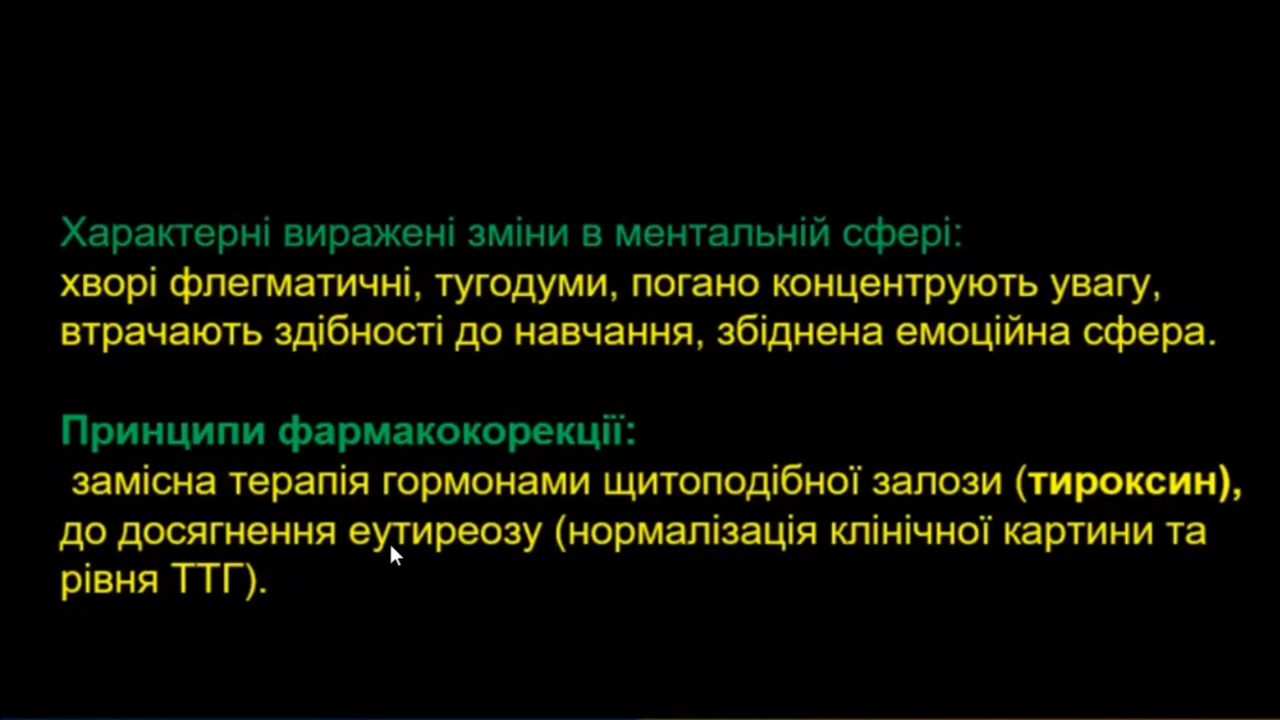 Характерні виражені зміни в ментальній сфері:
хворі флегматичні, тугодуми, погано концентрують увагу,
втрачають здібності до навчання, збіднена емоційна сфера.
Принципи фармакокорекції:
замісна терапія гормонами щитоподібної залози (тироксин),
до досягнення еутиреозу (нормалізація клінічної картини та
рівня ТТГ).